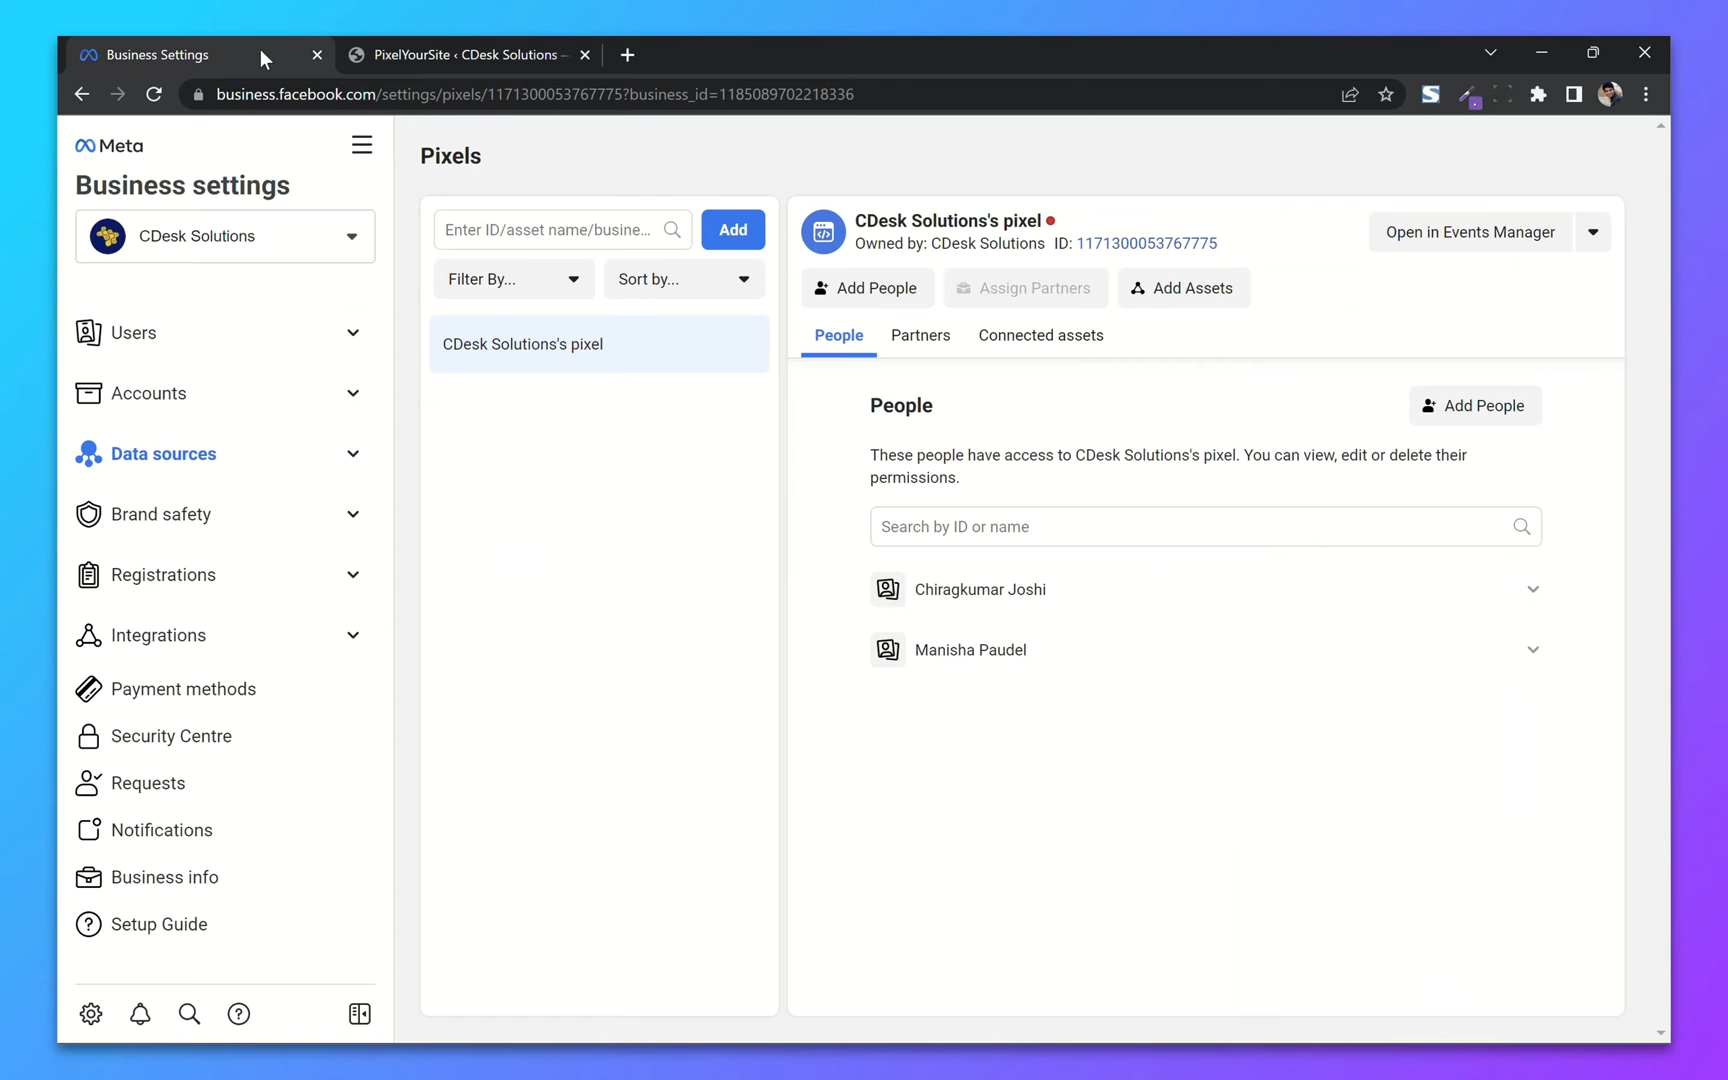 Business Settings
PixelYourSite ‹ CDesk Solutions –
business.facebook.com/settings/pixels/1171300053767775?business_id=1185089702218336
Meta
Business settings
CDesk Solutions
Users
Accounts
Data sources
Brand safety
Registrations
Integrations
Payment methods
Security Centre
Requests
Notifications
Business info
Setup Guide
Pixels
Enter ID/asset name/busine...
Add
Filter By...
Sort by...
CDesk Solutions's pixel
CDesk Solutions's pixel
Owned by: CDesk Solutions ID: 1171300053767775
Open in Events Manager
Add People
Assign Partners
Add Assets
People
Partners
Connected assets
People
Add People
These people have access to CDesk Solutions's pixel. You can view, edit or delete their
permissions.
Search by ID or name
Chiragkumar Joshi
Manisha Paudel